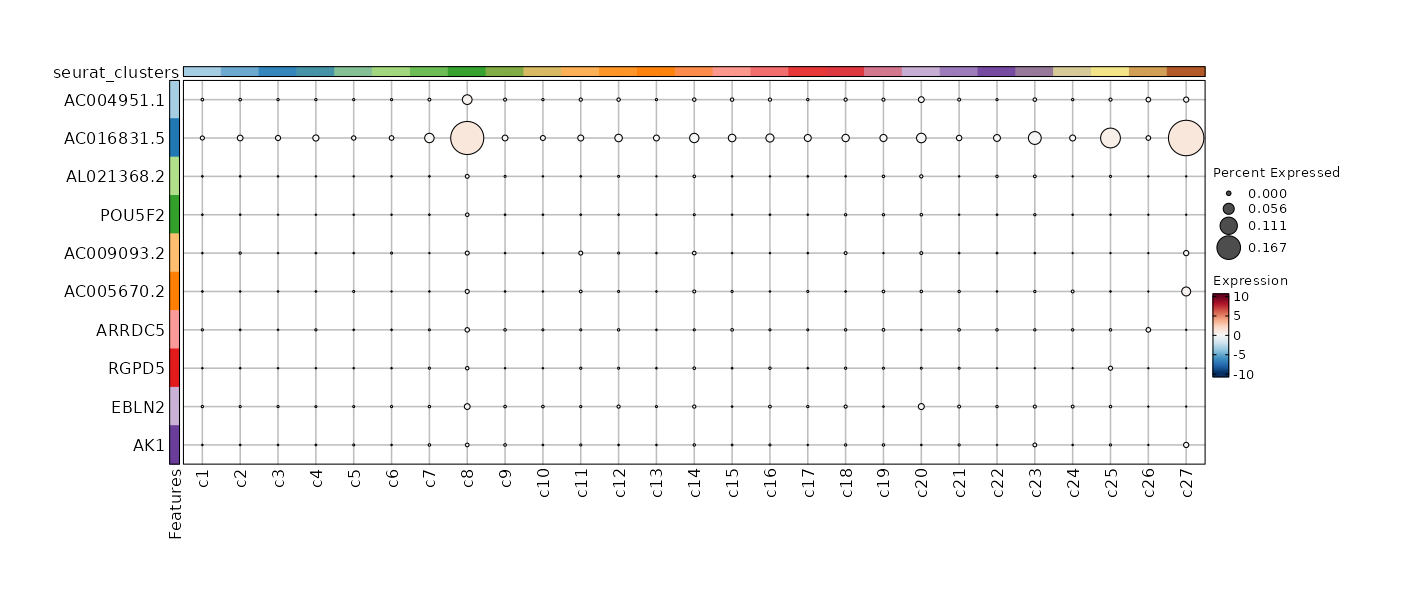 seurat_clusters
AC004951.1
AC016831.5
AL021368.2
POU5F2
AC009093.2
AC005670.2
ARRDC5
RGPD5
EBLN2
AK1
Features
c1 c2 c3 c4 c5 c6 c7 c8 c9 c10 c11 c12 c13 c14 c15 c16 c17 c18 c19 c20 c21 c22 c23 c24 c25 c26 c27
Percent Expressed
0.000
0.056
0.111
0.167
Expression
10
5
0
-5
-10